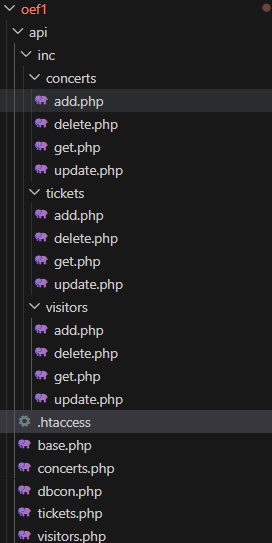 oef1
api
inc
concerts
add.php
delete.php
get.php
update.php
tickets
add.php
delete.php
get.php
update.php
visitors
add.php
delete.php
get.php
update.php
.htaccess
base.php
concerts.php
dbcon.php
tickets.php
visitors.php